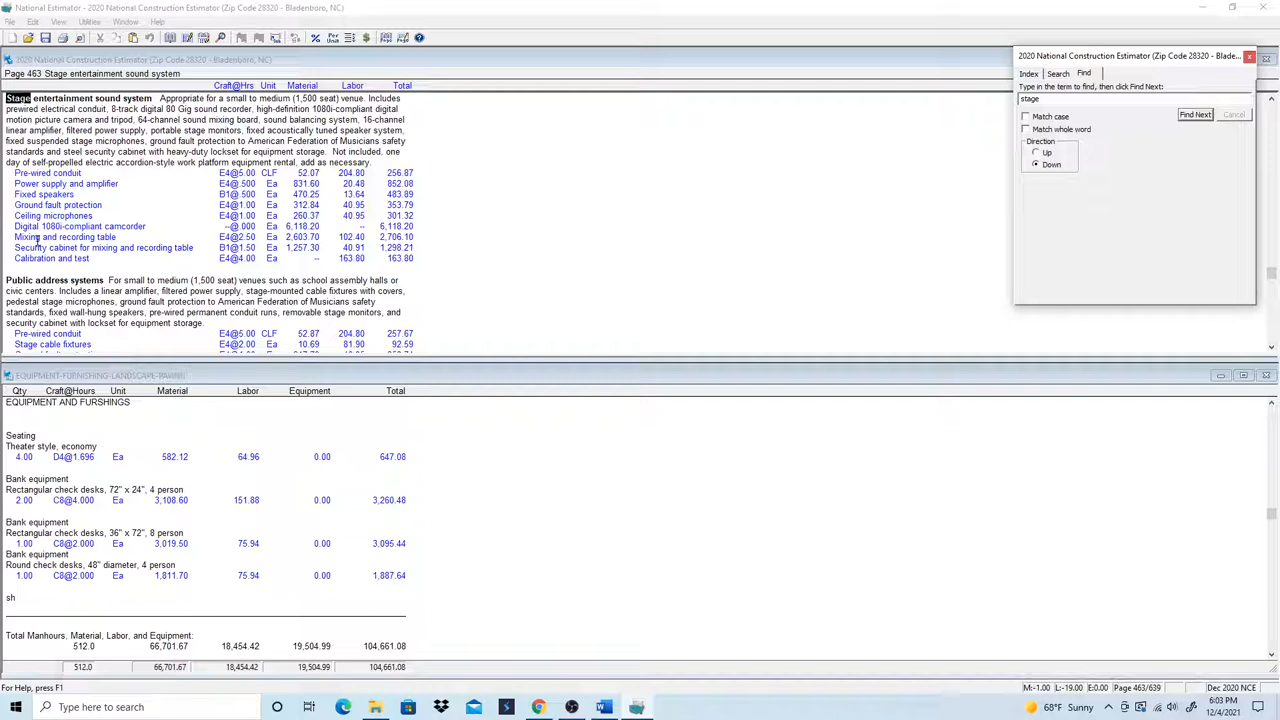 National Estimator - 2020 National Construction Estimator (Zip Code 28320 - Bladenboro, NC)
File Edit View Utilities Window Help
2020 National Construction Estimator (Zip Code 28320 - Bladenboro, NC)
Page 463 Stage entertainment sound system
Craft@Hrs Unit Material Labor Total
Stage entertainment sound system Appropriate for a small to medium (1,500 seat) venue. Includes
prewired electrical conduit, 8-track digital 80 Gig sound recorder, high-definition 1080i-compliant digital
motion picture camera and tripod, 64-channel sound mixing board, sound balancing system, 16-channel
linear amplifier, filtered power supply, portable stage monitors, fixed acoustically tuned speaker system,
fixed suspended stage microphones, ground fault protection to American Federation of Musicians safety
standards and steel security cabinet with heavy-duty lockset for equipment storage. Not included, one
day of self-propelled electric accordion-style work platform equipment rental, add as necessary.
Pre-wired conduit E4@5.00 CLF 52.07 204.80 256.87
Power supply and amplifier E4@.500 Ea 831.60 20.48 852.08
Fixed speakers B1@.500 Ea 470.25 13.64 483.89
Ground fault protection E4@1.00 Ea 312.84 40.95 353.79
Ceiling microphones E4@1.00 Ea 260.37 40.95 301.32
Digital 1080i-compliant camcorder --@.000 Ea 6,118.20 -- 6,118.20
Mixing and recording table E4@2.50 Ea 2,603.70 102.40 2,706.10
Security cabinet for mixing and recording table B1@1.50 Ea 1,257.30 40.91 1,298.21
Calibration and test E4@4.00 Ea -- 163.80 163.80
Public address systems For small to medium (1,500 seat) venues such as school assembly halls or
civic centers. Includes a linear amplifier, filtered power supply, stage-mounted cable fixtures with covers,
pedestal stage microphones, ground fault protection to American Federation of Musicians safety
standards, fixed wall-hung speakers, pre-wired permanent conduit runs, removable stage monitors, and
security cabinet with lockset for equipment storage.
Pre-wired conduit E4@5.00 CLF 52.87 204.80 257.67
Stage cable fixtures E4@2.00 Ea 10.69 81.90 92.59
2020 National Construction Estimator (Zip Code 28320 - Blade...
Index Search Find
Type in the term to find, then click Find Next:
stage
Match case Find Next Cancel
Match whole word
Direction
Up
Down
EQUIPMENT-FURNISHING-LANDSCAPE-PAVING
Qty Craft@Hours Unit Material Labor Equipment Total
EQUIPMENT AND FURSHINGS
Seating
Theater style, economy
4.00 D4@1.696 Ea 582.12 64.96 0.00 647.08
Bank equipment
Rectangular check desks, 72" x 24", 4 person
2.00 C8@4.000 Ea 3,108.60 151.88 0.00 3,260.48
Bank equipment
Rectangular check desks, 36" x 72", 8 person
1.00 C8@2.000 Ea 3,019.50 75.94 0.00 3,095.44
Bank equipment
Round check desks, 48" diameter, 4 person
1.00 C8@2.000 Ea 1,811.70 75.94 0.00 1,887.64
sh
Total Manhours, Material, Labor, and Equipment:
512.0 66,701.67 18,454.42 19,504.99 104,661.08
512.0 66,701.67 18,454.42 19,504.99 104,661.08
For Help, press F1 M:-1.00 L:-19.00 E:0.00 Page 463/639 Dec 2020 NCE
Type here to search 68°F Sunny 6:03 PM
12/4/2021